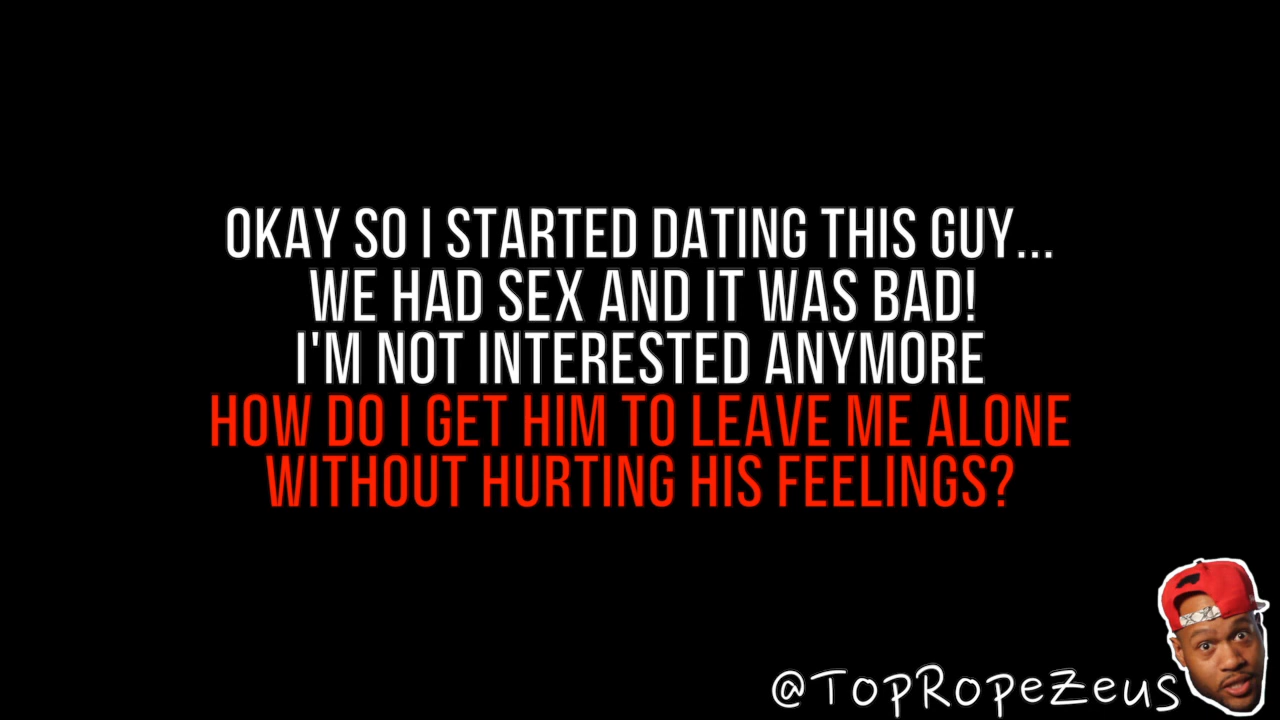 OKAY SO I STARTED DATING THIS GUY...
WE HAD SEX AND IT WAS BAD!
I'M NOT INTERESTED ANYMORE
HOW DO I GET HIM TO LEAVE ME ALONE
WITHOUT HURTING HIS FEELINGS?
@TopRopeZeus